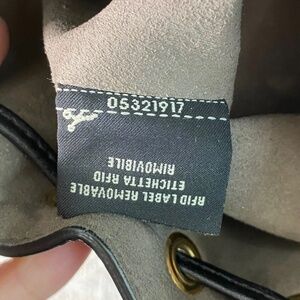 05321917
RFID LABEL REMOVABLE
ETICHETTA RFID
RIMOVIBILE